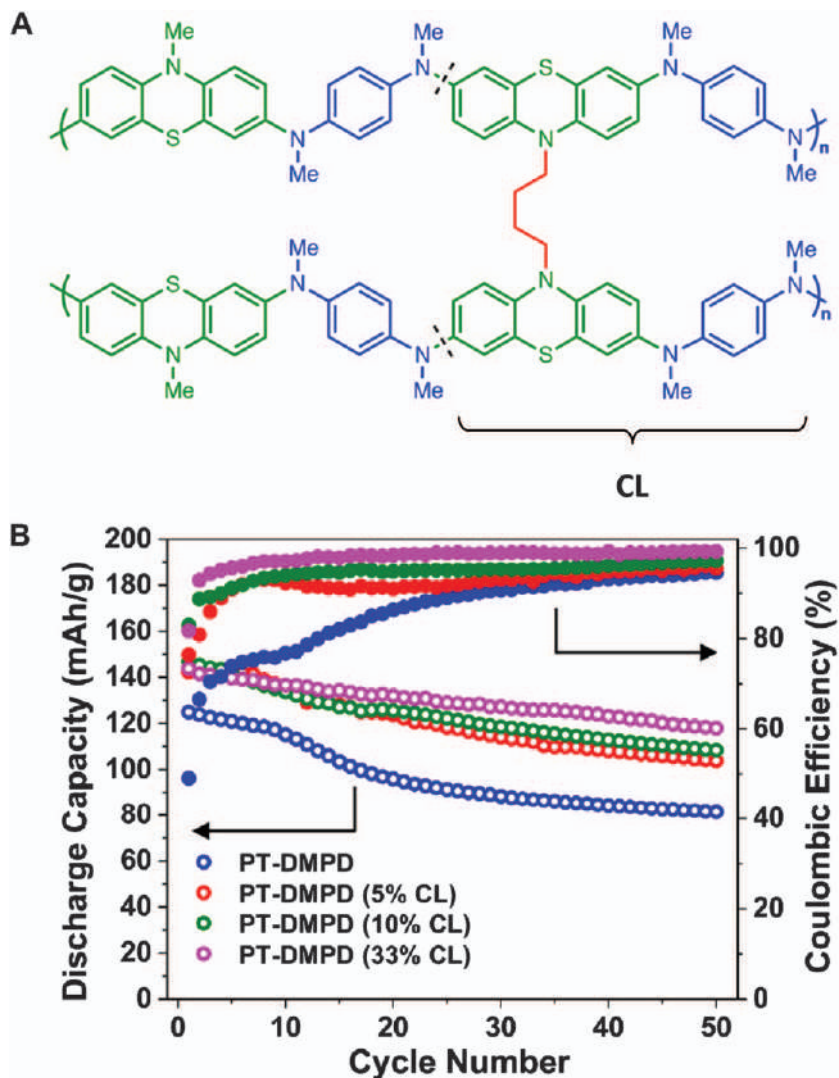 A
Me
Me
Me
Me
N
N
S
N
N
S
N
N
N
n
Me
Me
Me
Me
S
N
N
N
n
N
N
S
N
Me
Me
Me
CL
B
200
180
160
140
120
100
80
60
40
20
0
Discharge Capacity (mAh/g)
100
80
60
40
20
0
Coulombic Efficiency (%)
PT-DMPD
PT-DMPD (5% CL)
PT-DMPD (10% CL)
PT-DMPD (33% CL)
0 10 20 30 40 50
Cycle Number